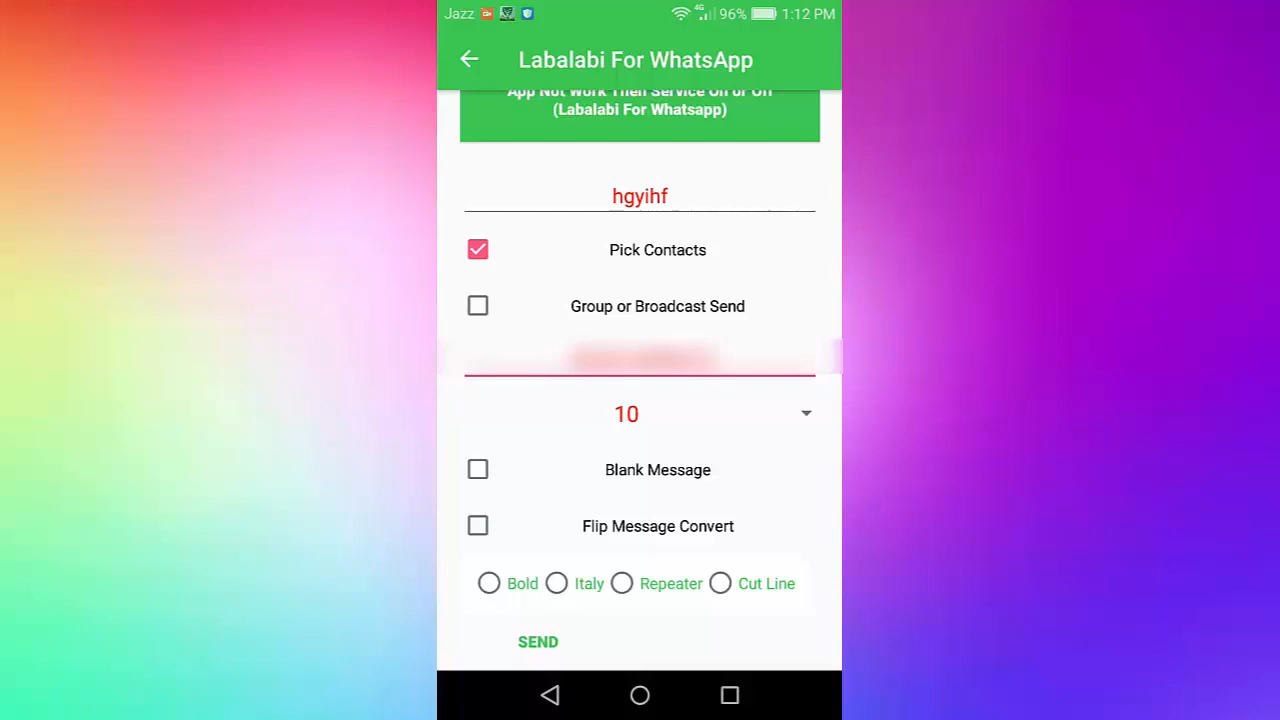 Jazz 4G 96% 1:12 PM
Labalabi For WhatsApp
App Not Work Then Service On or Off
(Labalabi For Whatsapp)
hgyihf
Pick Contacts
Group or Broadcast Send
10
Blank Message
Flip Message Convert
Bold Italy Repeater Cut Line
SEND